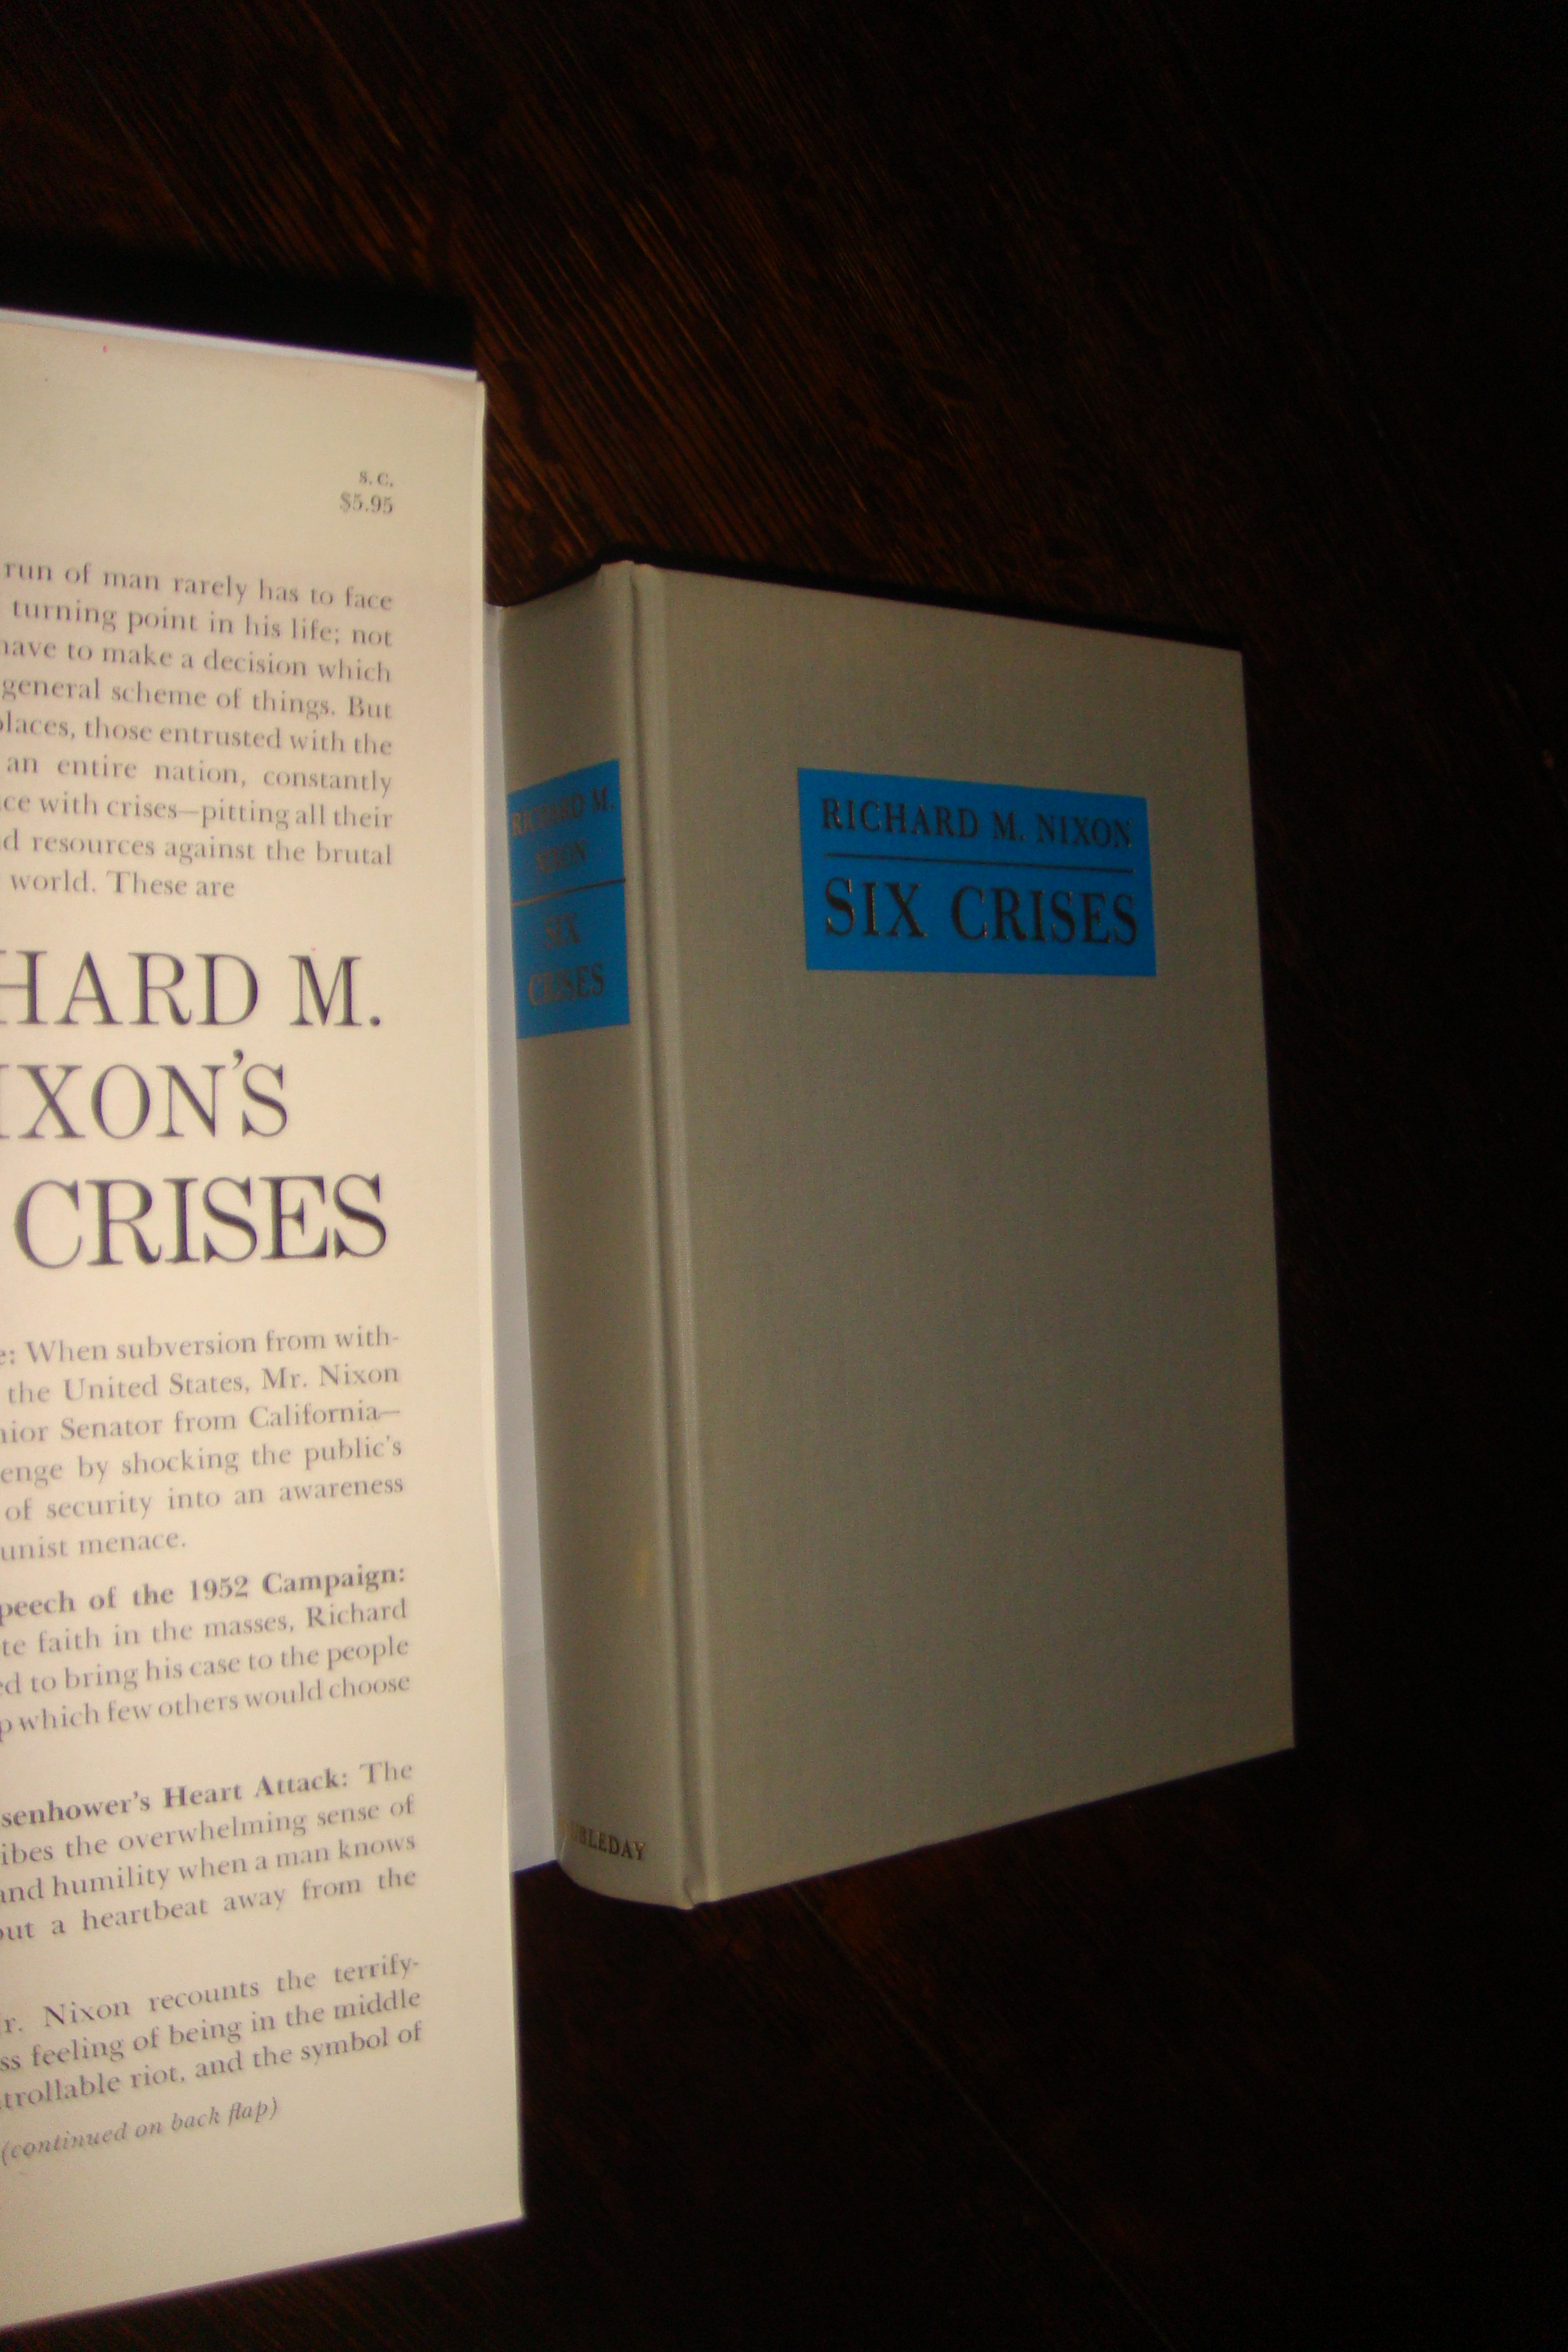 s.c.
$5.95
run of man rarely has to face
turning point in his life; not
have to make a decision which
general scheme of things. But
places, those entrusted with the
an entire nation, constantly
ce with crises—pitting all their
d resources against the brutal
world. These are
HARD M.
IXON'S
CRISES
e: When subversion from with-
the United States, Mr. Nixon
nior Senator from California—
enge by shocking the public's
of security into an awareness
unist menace.
peech of the 1952 Campaign:
te faith in the masses, Richard
ed to bring his case to the people
p which few others would choose
senhower's Heart Attack: The
ibes the overwhelming sense of
and humility when a man knows
out a heartbeat away from the
r. Nixon recounts the terrify-
ss feeling of being in the middle
trollable riot, and the symbol of
(continued on back flap)
RICHARD M.
NIXON
SIX
CRISES
UBLEDAY
RICHARD M. NIXON
SIX CRISES